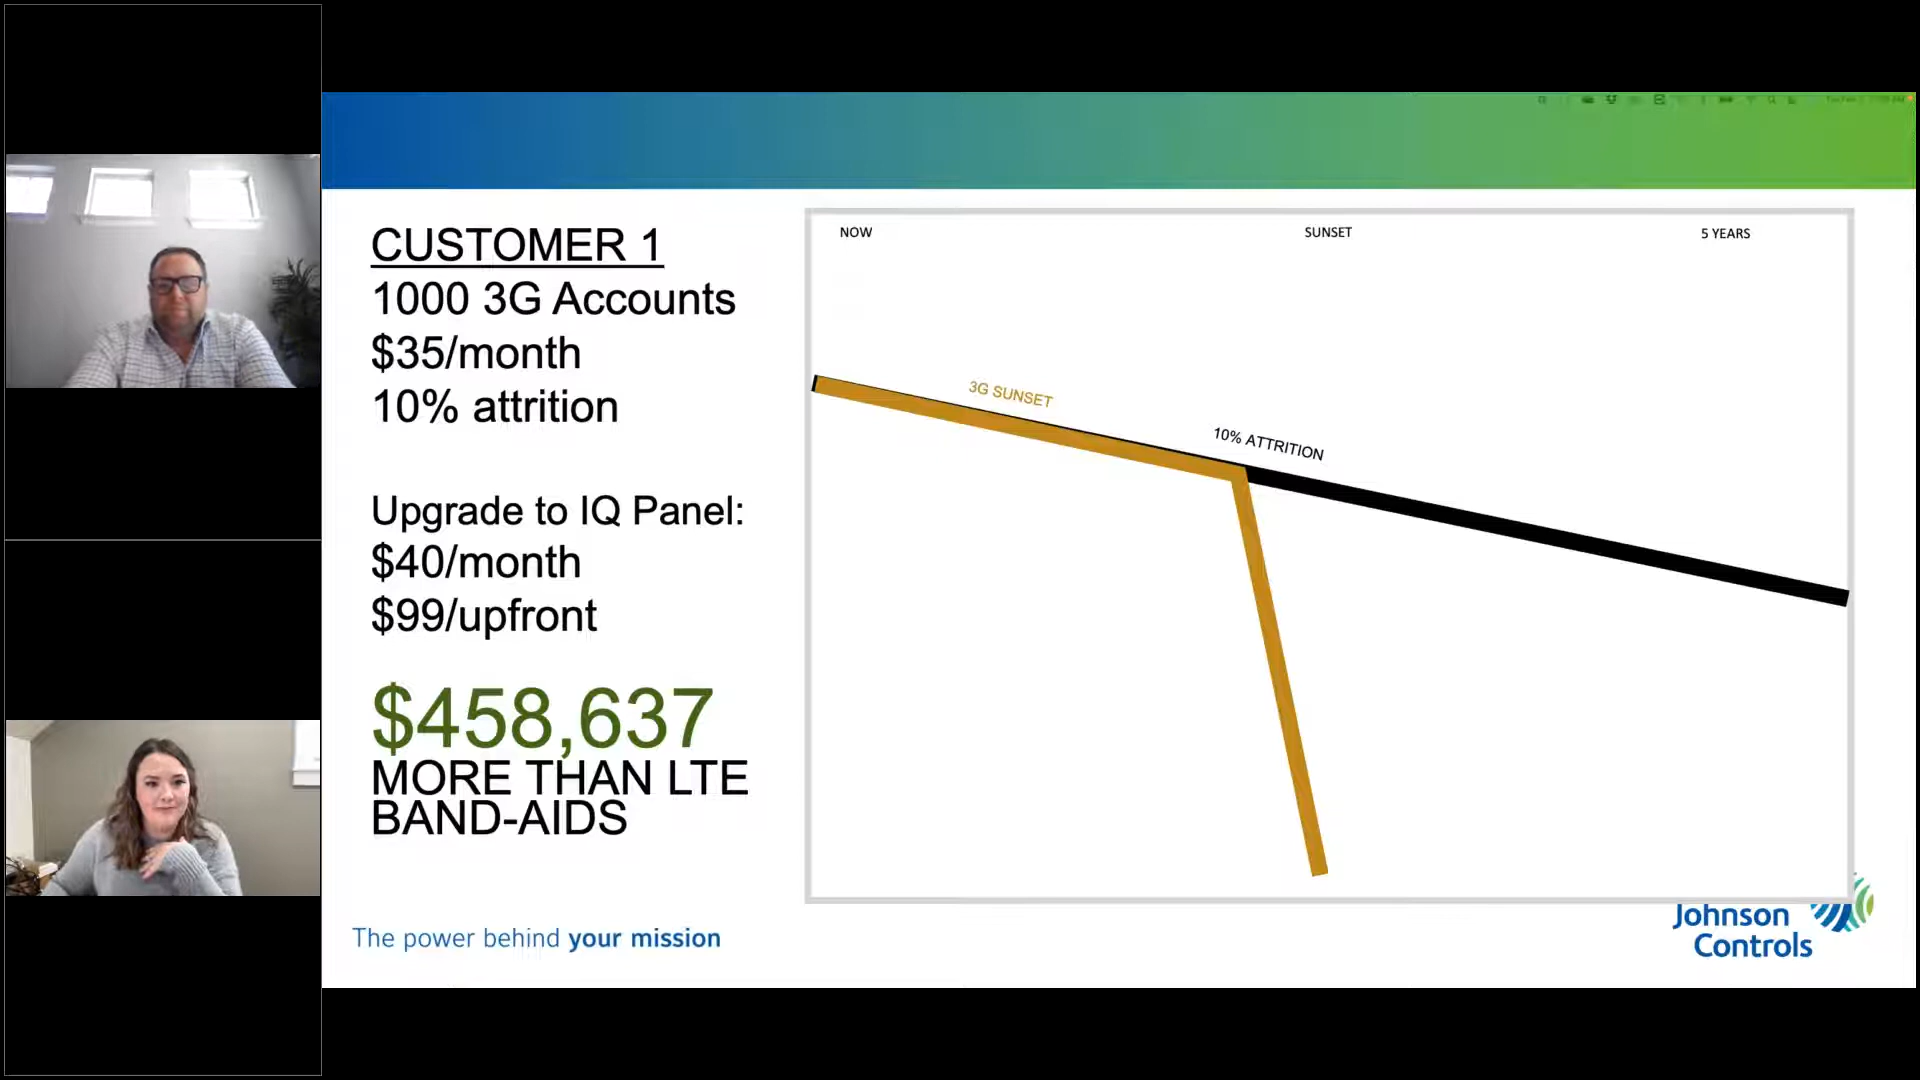 CUSTOMER 1
1000 3G Accounts
$35/month
10% attrition
Upgrade to IQ Panel:
$40/month
$99/upfront
$458,637
MORE THAN LTE
BAND-AIDS
NOW
SUNSET
5 YEARS
3G SUNSET
10% ATTRITION
The power behind your mission
Johnson
Controls